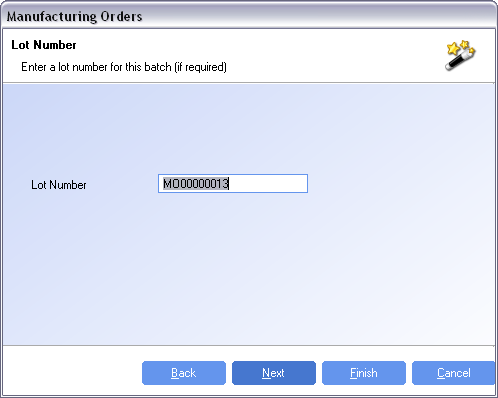 Manufacturing Orders
Lot Number
Enter a lot number for this batch (if required)
Lot Number MO00000013
Back Next Finish Cancel